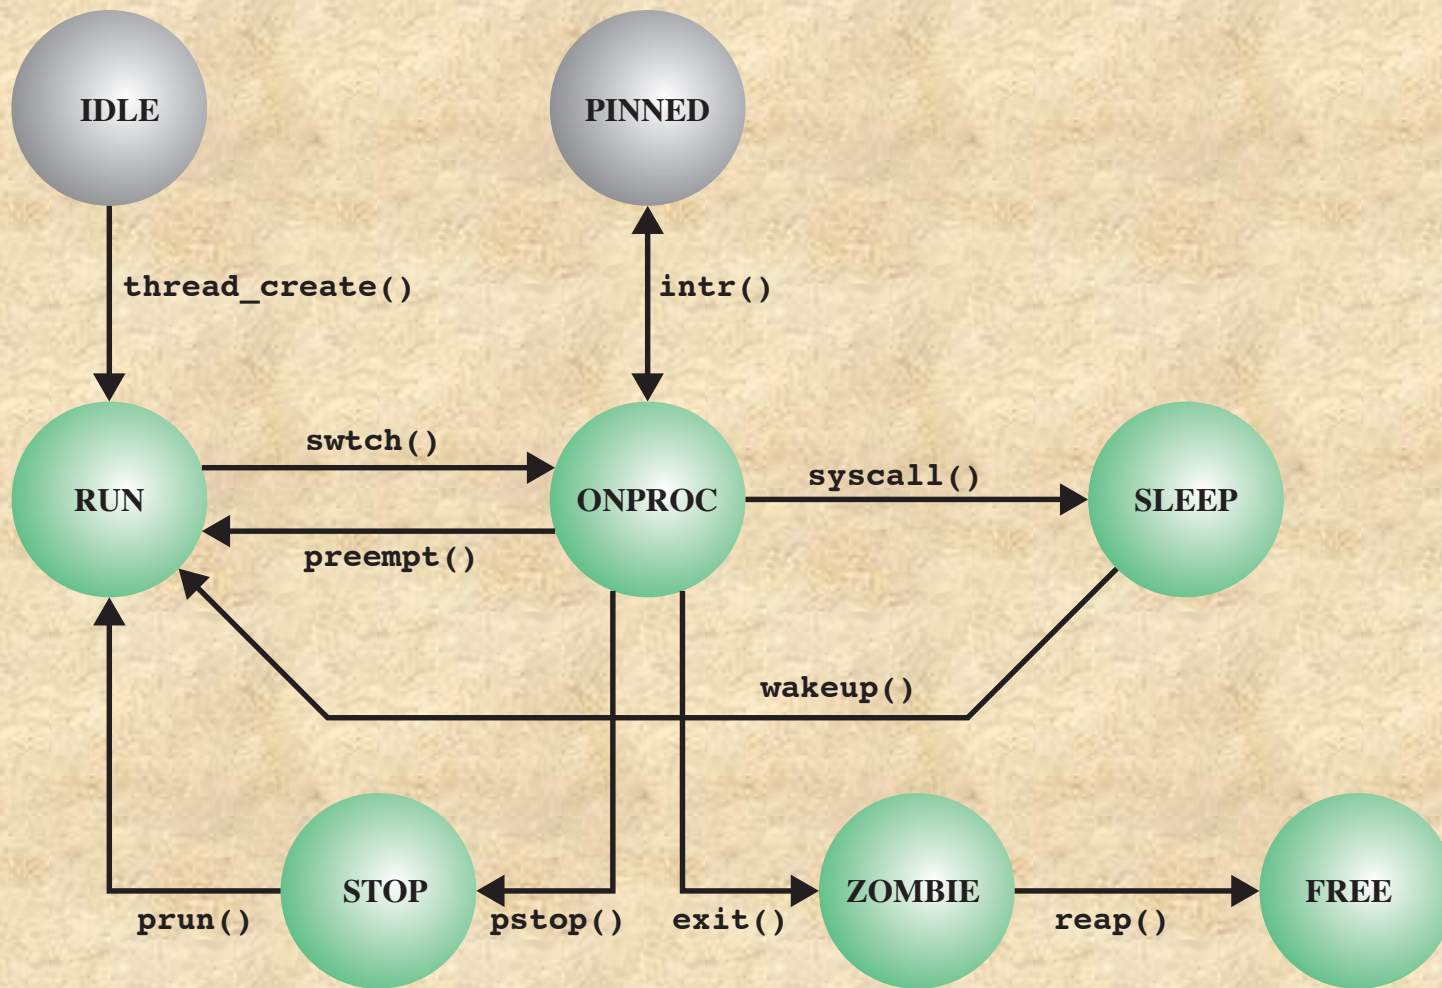 IDLE
PINNED
thread_create()
intr()
swtch()
syscall()
RUN
ONPROC
SLEEP
preempt()
wakeup()
STOP
ZOMBIE
FREE
prun()
pstop()
exit()
reap()